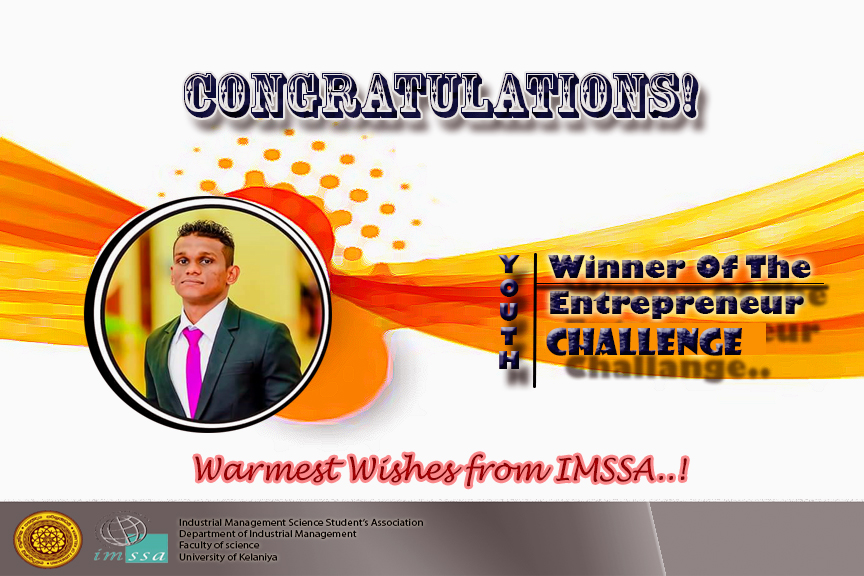 CONGRATULATIONS!
YOUTH
Winner Of The
Entrepreneur
CHALLENGE
Challange..
Warmest Wishes from IMSSA..!
imssa
Industrial Management Science Student's Association
Department of Industrial Management
Faculty of science
University of Kelaniya